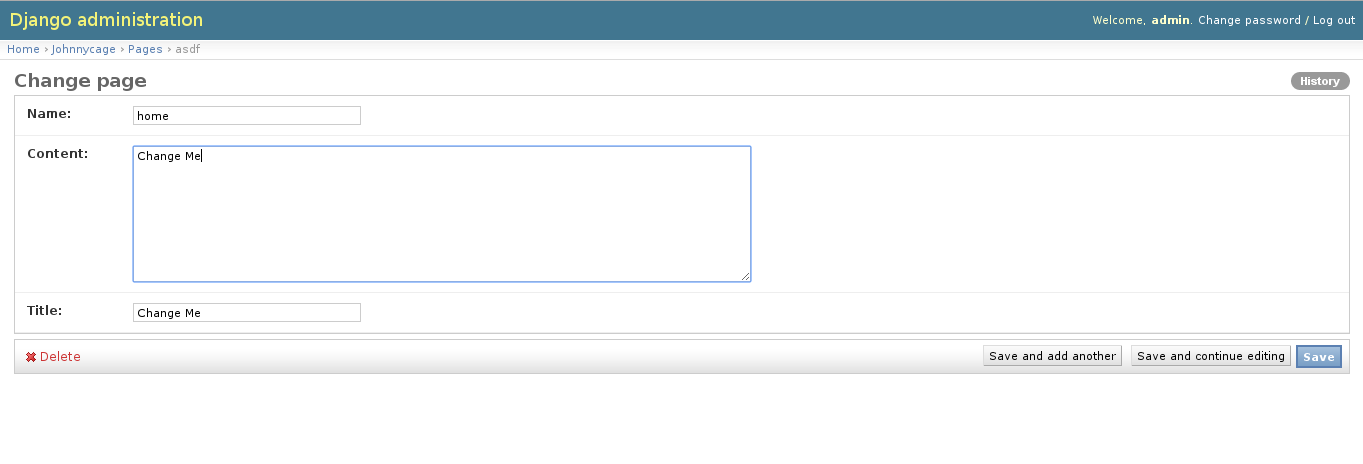 Django administration
Welcome, admin. Change password / Log out
Home › Johnnycage › Pages › asdf
Change page
History
Name:
home
Content:
Change Me
Title:
Change Me
Delete
Save and add another
Save and continue editing
Save